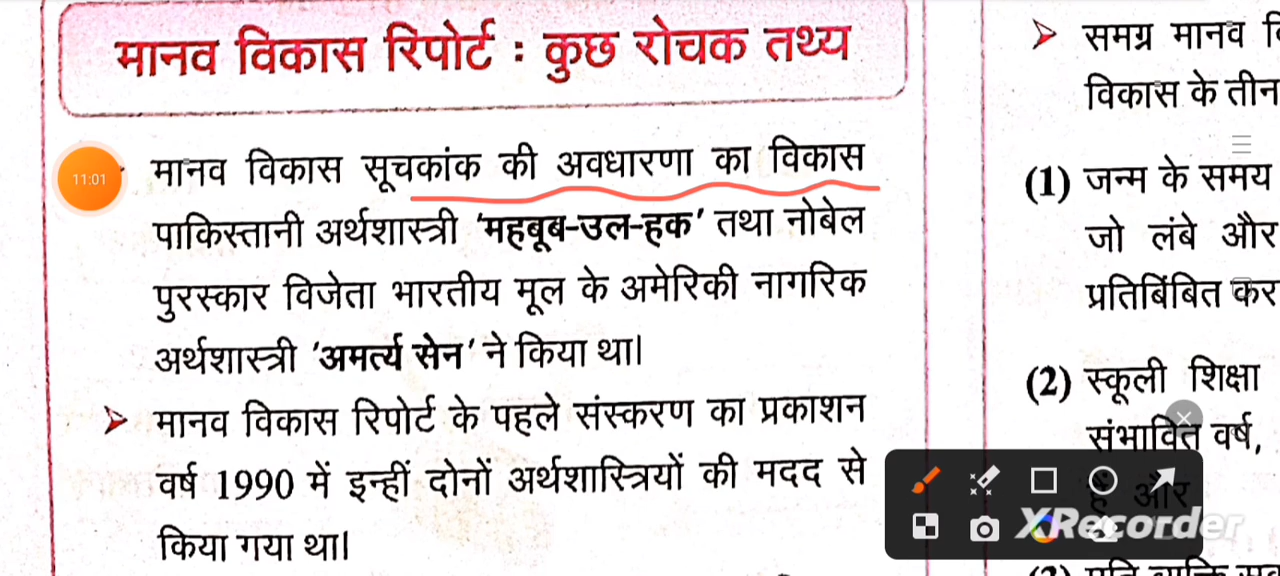 मानव विकास रिपोर्ट : कुछ रोचक तथ्य
11:01
मानव विकास सूचकांक की अवधारणा का विकास
पाकिस्तानी अर्थशास्त्री 'महबूब-उल-हक' तथा नोबेल
पुरस्कार विजेता भारतीय मूल के अमेरिकी नागरिक
अर्थशास्त्री 'अमर्त्य सेन' ने किया था।
➢ मानव विकास रिपोर्ट के पहले संस्करण का प्रकाशन
वर्ष 1990 में इन्हीं दोनों अर्थशास्त्रियों की मदद से
किया गया था।
➢ समग्र मानव
विकास के तीन
(1) जन्म के समय
जो लंबे और
प्रतिबिंबित कर
(2) स्कूली शिक्षा
संभावित वर्ष,
है और
XRecorder